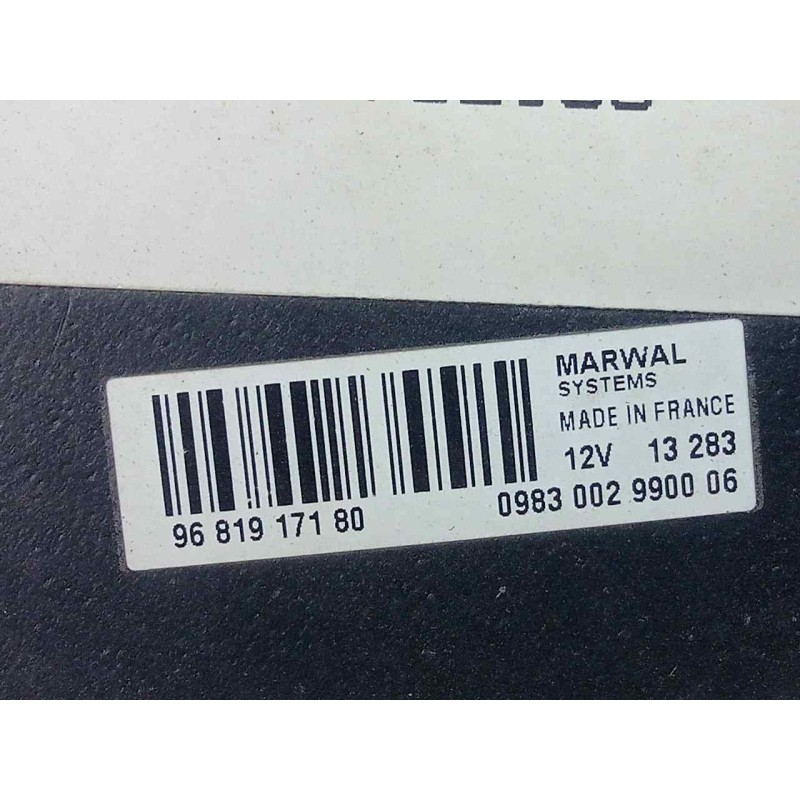 MARWAL
SYSTEMS
MADE IN FRANCE
12V 13 283
96 819 171 80
0983 002 9900 06